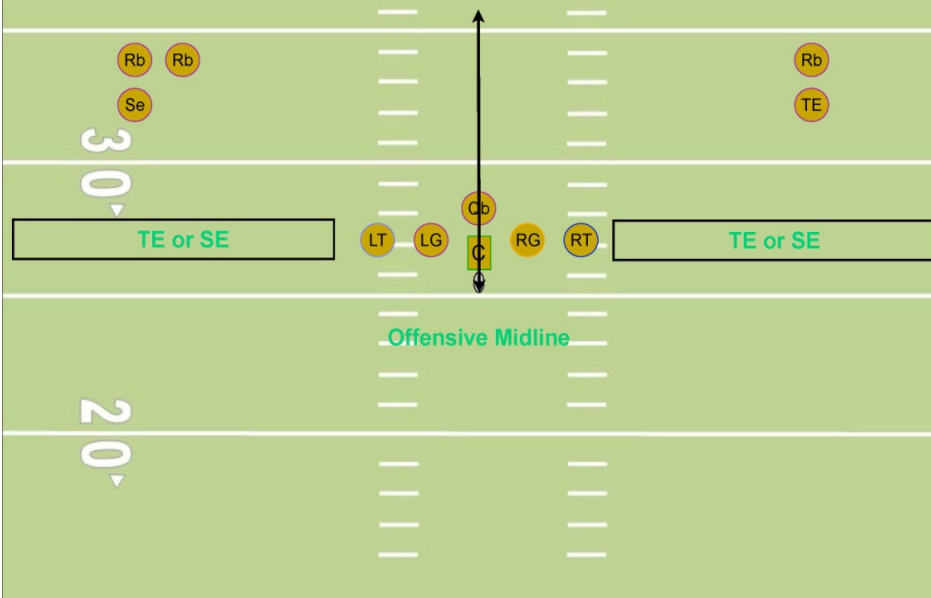 Rb Rb Rb
Se TE
30
Qb
TE or SE LT LG C RG RT TE or SE
Offensive Midline
20